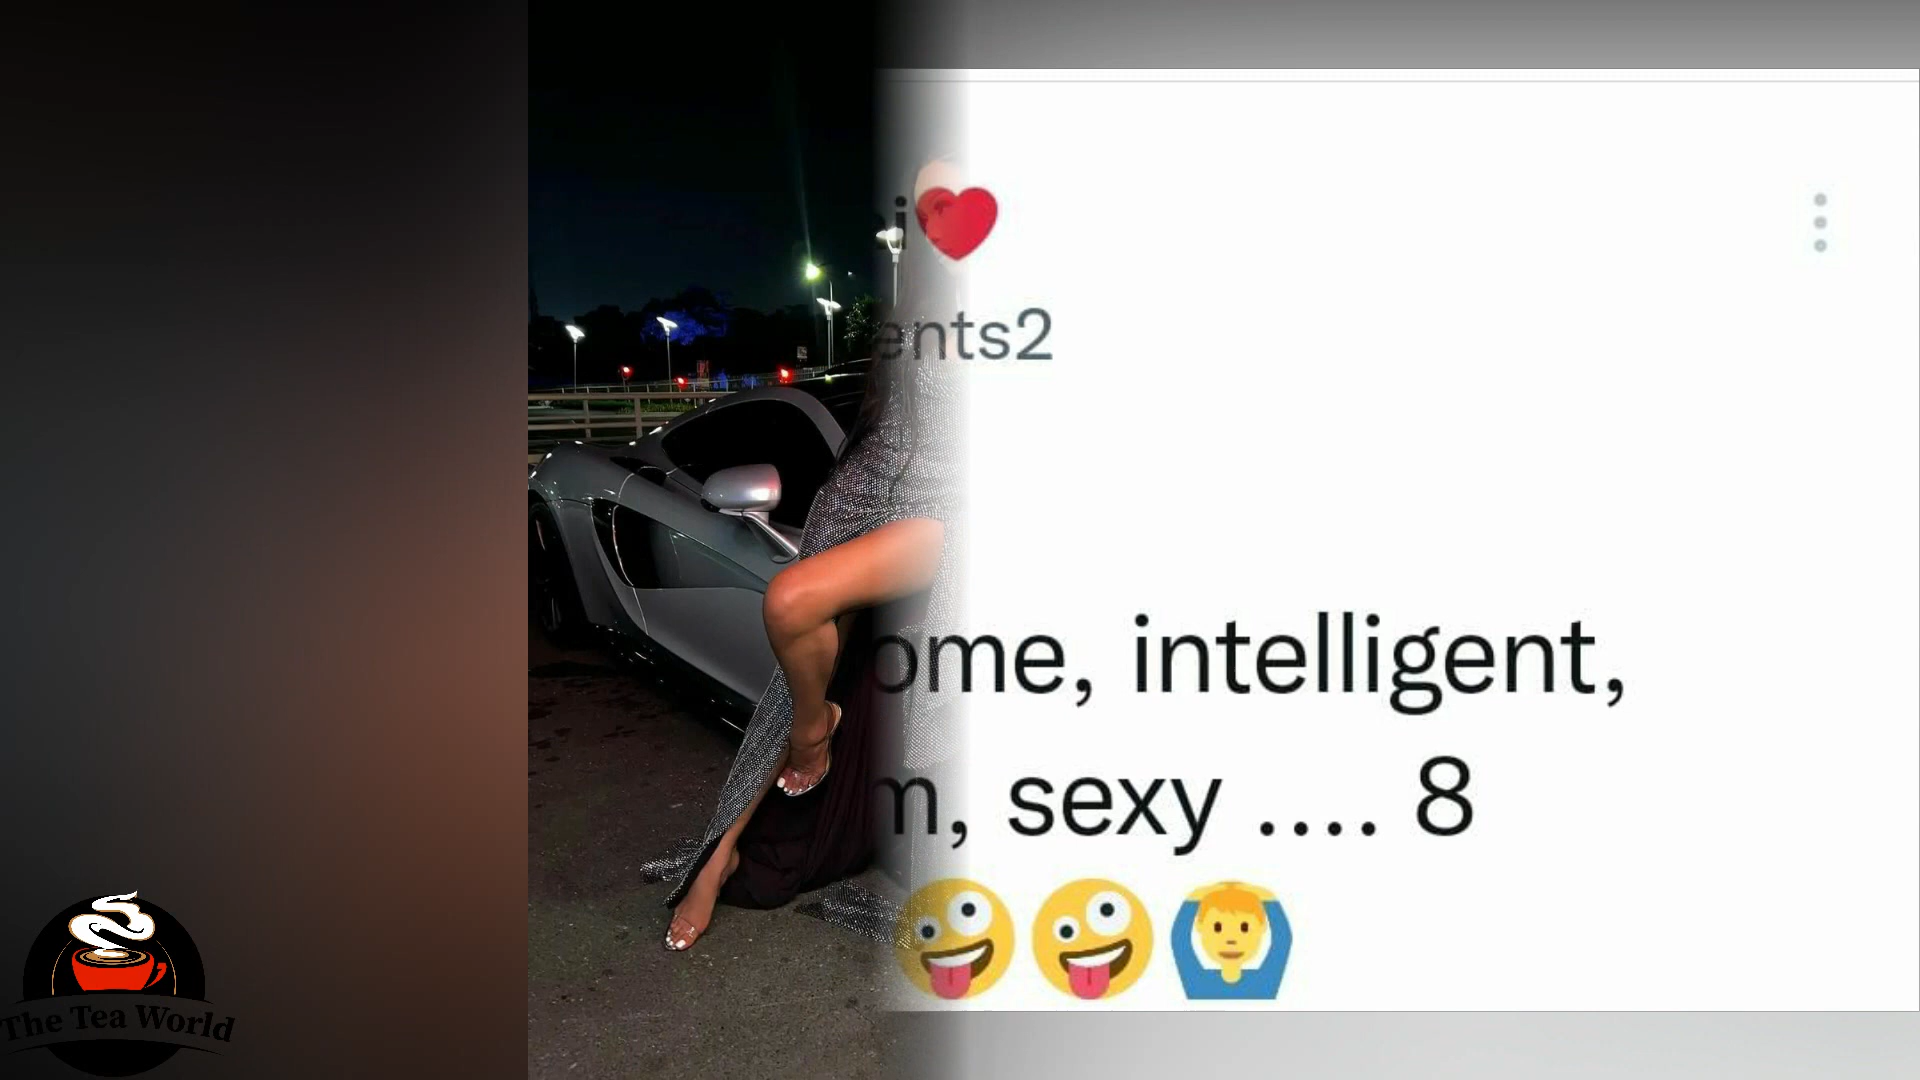 ents2
ome, intelligent,
m, sexy .... 8
The Tea World